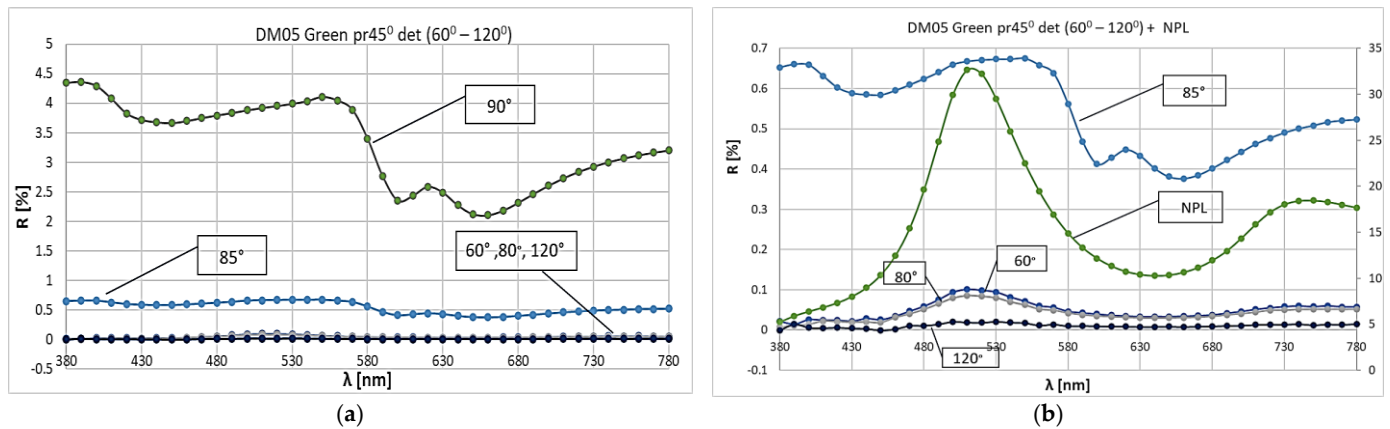 DM05 Green pr45⁰ det (60⁰ – 120⁰)
5
4.5
4
3.5
3
2.5
2
1.5
1
0.5
0
-0.5
R [%]
90°
85°
60° ,80°, 120°
380 430 480 530 580 630 680 730 780
λ [nm]
(a)
DM05 Green pr45⁰ det (60⁰ – 120⁰) + NPL
0.7
0.6
0.5
0.4
0.3
0.2
0.1
0
-0.1
R [%]
35
30
25
20
15
10
5
0
85°
NPL
60°
80°
120°
380 430 480 530 580 630 680 730 780
λ [nm]
(b)